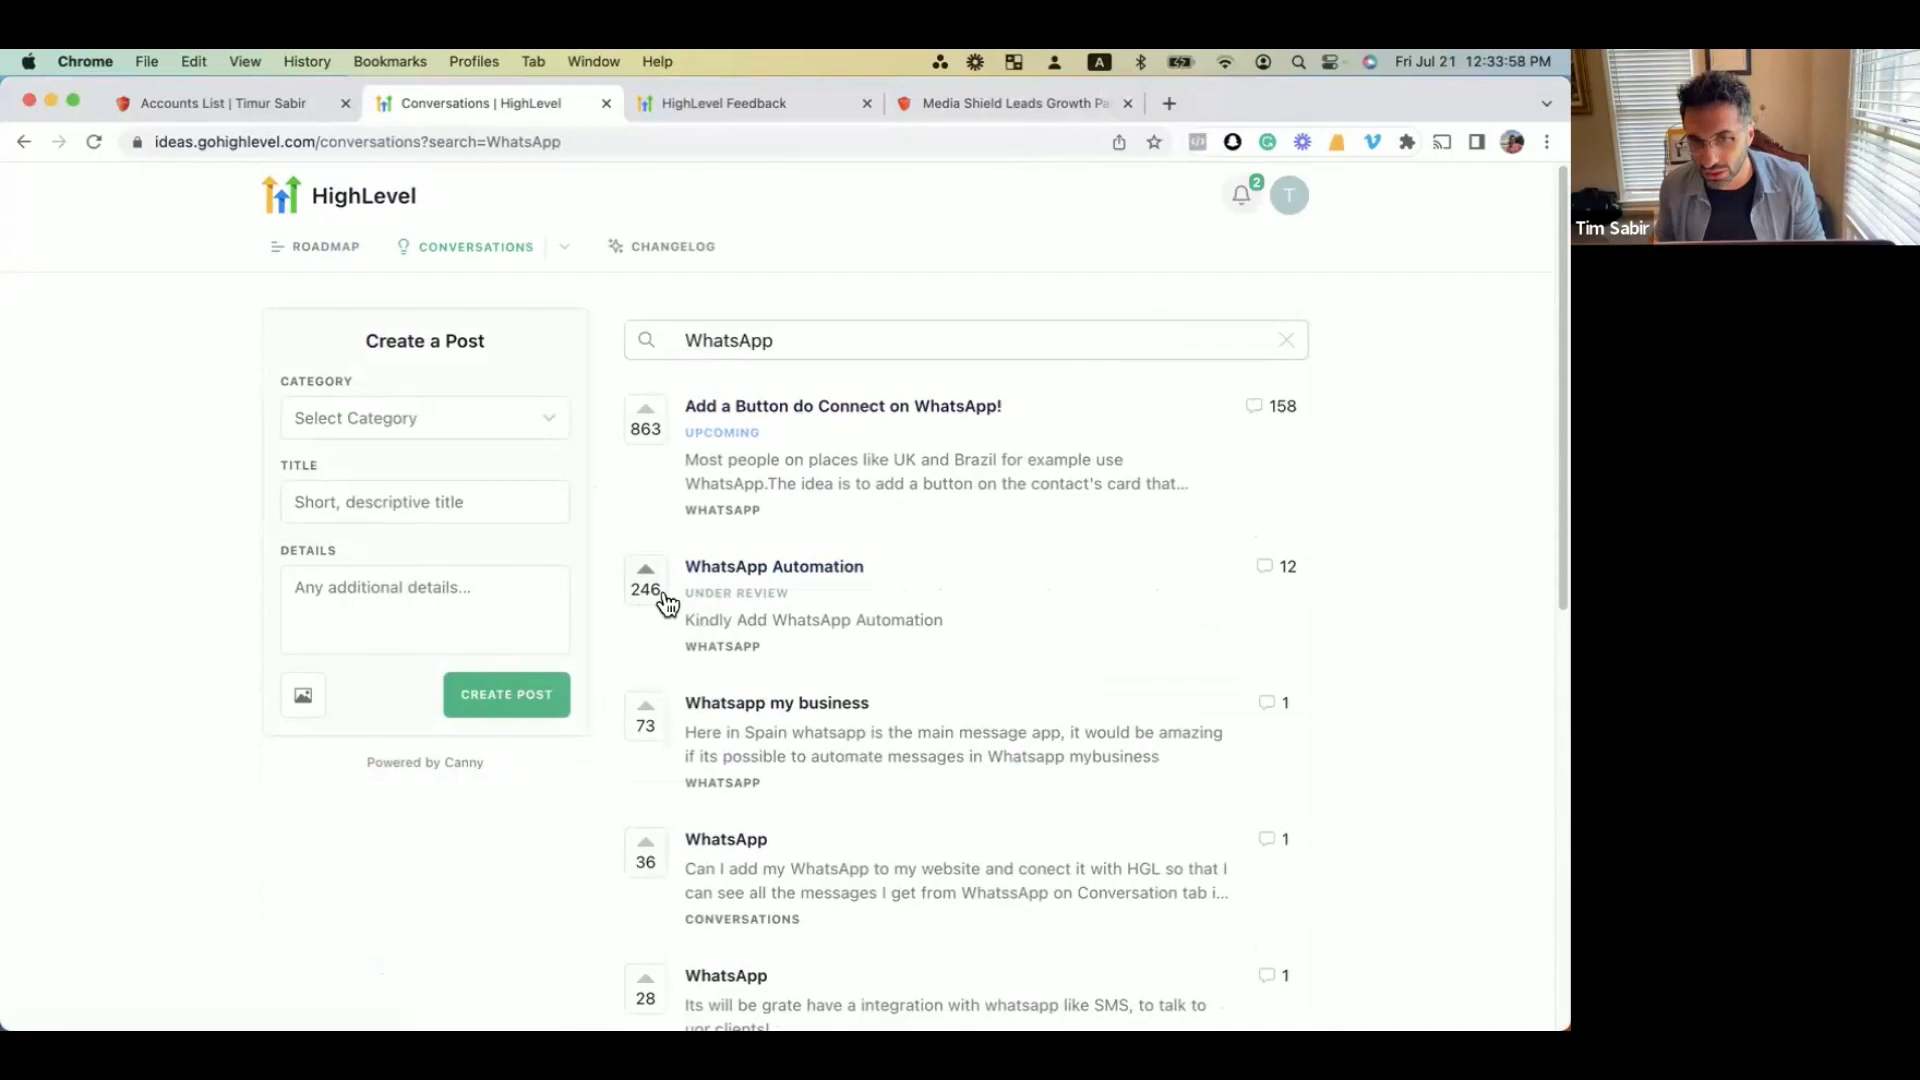 Chrome File Edit View History Bookmarks Profiles Tab Window Help A Fri Jul 21 12:33:58 PM
Accounts List | Timur Sabir Conversations | HighLevel HighLevel Feedback Media Shield Leads Growth Pa
ideas.gohighlevel.com/conversations?search=WhatsApp
Tim Sabir
HighLevel
2
T
ROADMAP CONVERSATIONS CHANGELOG
Create a Post
CATEGORY
Select Category
TITLE
Short, descriptive title
DETAILS
Any additional details...
CREATE POST
Powered by Canny
WhatsApp
863
Add a Button do Connect on WhatsApp!
158
UPCOMING
Most people on places like UK and Brazil for example use
WhatsApp.The idea is to add a button on the contact's card that...
WHATSAPP
246
WhatsApp Automation
12
UNDER REVIEW
Kindly Add WhatsApp Automation
WHATSAPP
73
Whatsapp my business
1
Here in Spain whatsapp is the main message app, it would be amazing
if its possible to automate messages in Whatsapp mybusiness
WHATSAPP
36
WhatsApp
1
Can I add my WhatsApp to my website and conect it with HGL so that I
can see all the messages I get from WhatssApp on Conversation tab i...
CONVERSATIONS
28
WhatsApp
1
Its will be grate have a integration with whatsapp like SMS, to talk to
uor clients!